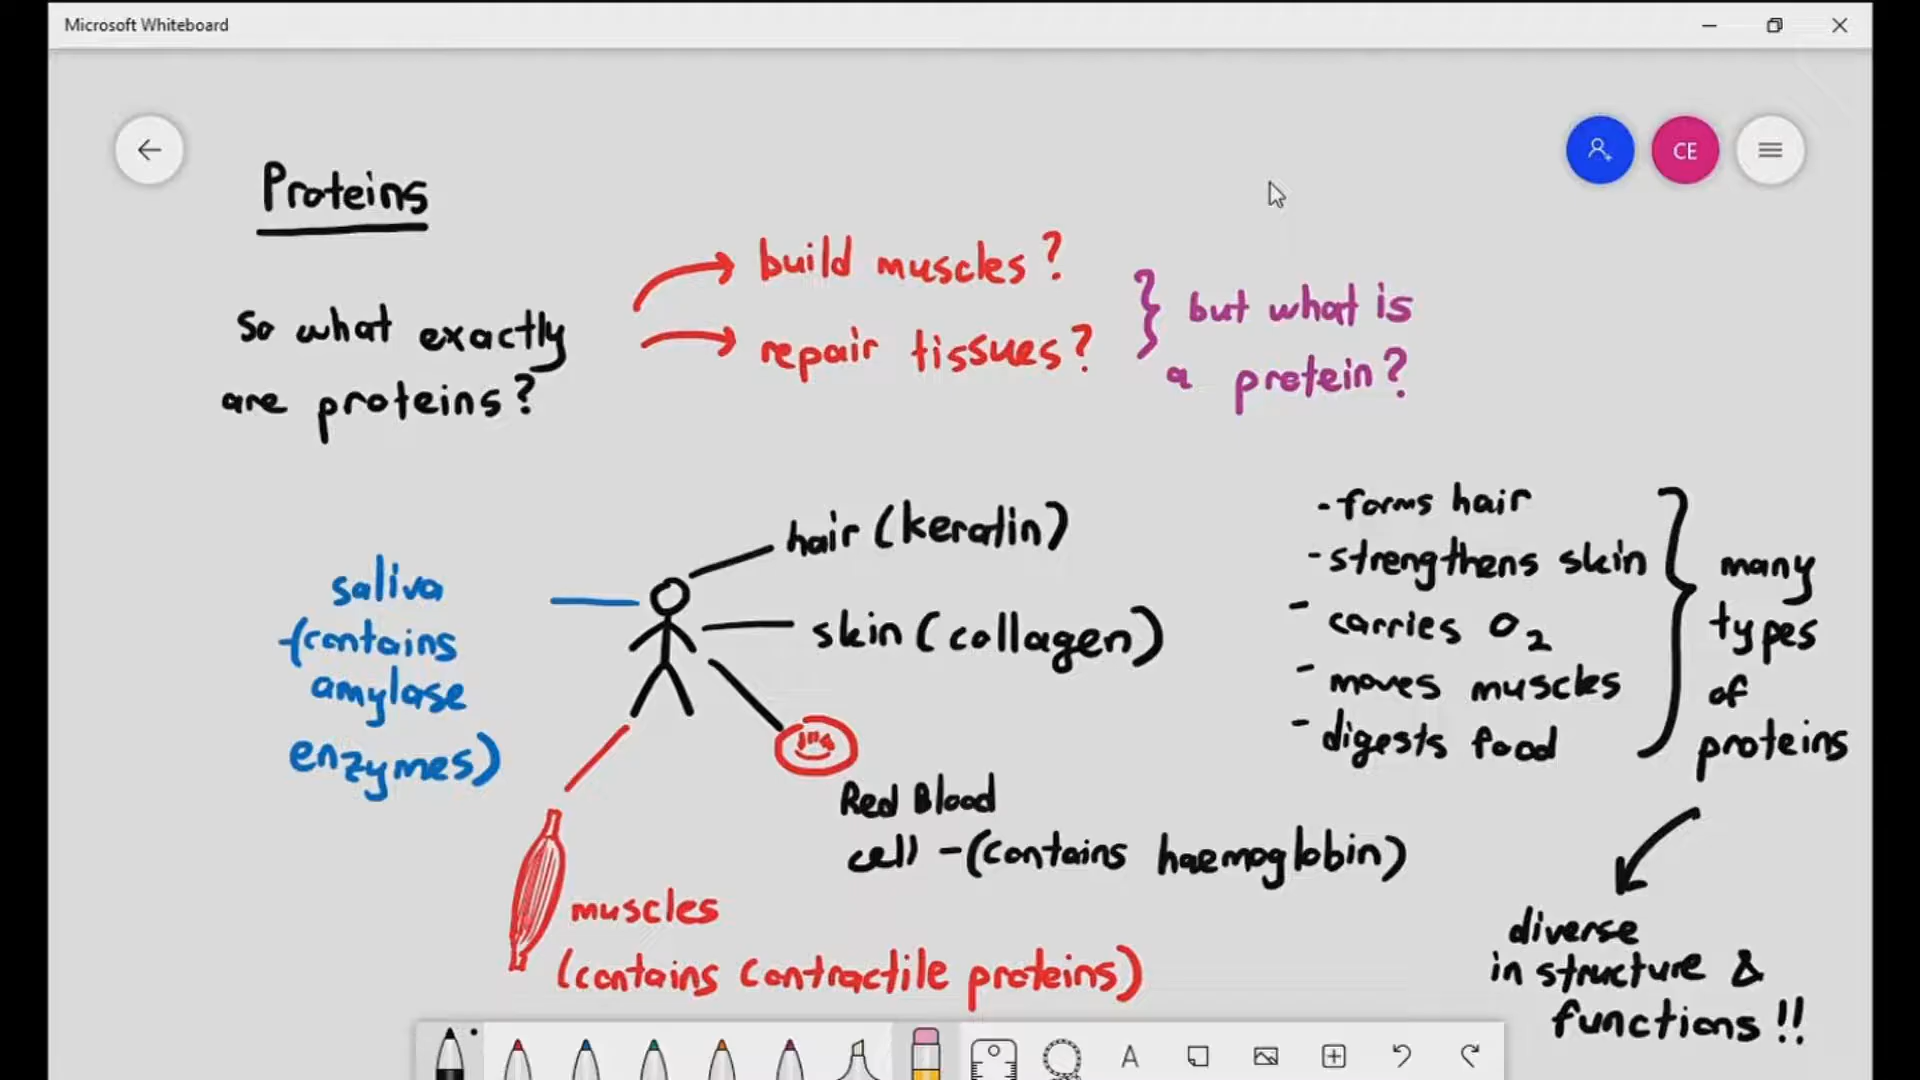 Microsoft Whiteboard
CE
Proteins
So what exactly
are proteins?
build muscles?
repair tissues?
but what is
a protein?
hair (keratin)
skin (collagen)
Red Blood
cell - (contains haemoglobin)
saliva
(contains
amylase
enzymes)
muscles
(contains contractile proteins)
- forms hair
- strengthens skin
- carries O2
- moves muscles
- digests food
many
types
of
proteins
diverse
in structure &
functions !!
A